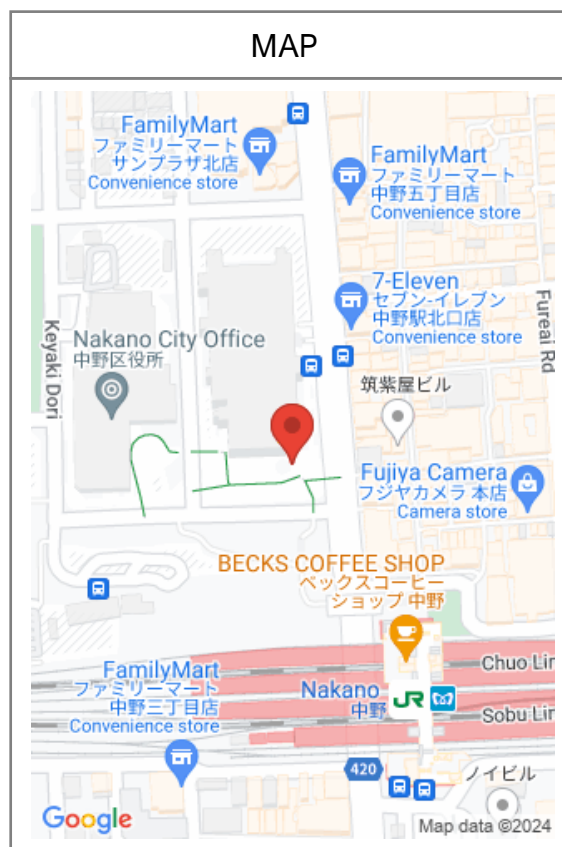 MAP
FamilyMart
ファミリーマート
サンプラザ北店
Convenience store
FamilyMart
ファミリーマート
中野五丁目店
Convenience store
7-Eleven
セブン-イレブン
中野駅北口店
Convenience store
Fureai Rd
Keyaki Dori
Nakano City Office
中野区役所
筑紫屋ビル
Fujiya Camera
フジヤカメラ 本店
Camera store
BECKS COFFEE SHOP
ベックスコーヒー
ショップ 中野
Chuo Lin
FamilyMart
ファミリーマート
中野三丁目店
Convenience store
Nakano
中野
JR
Sobu Lin
420
ノイビル
Google
Map data ©2024